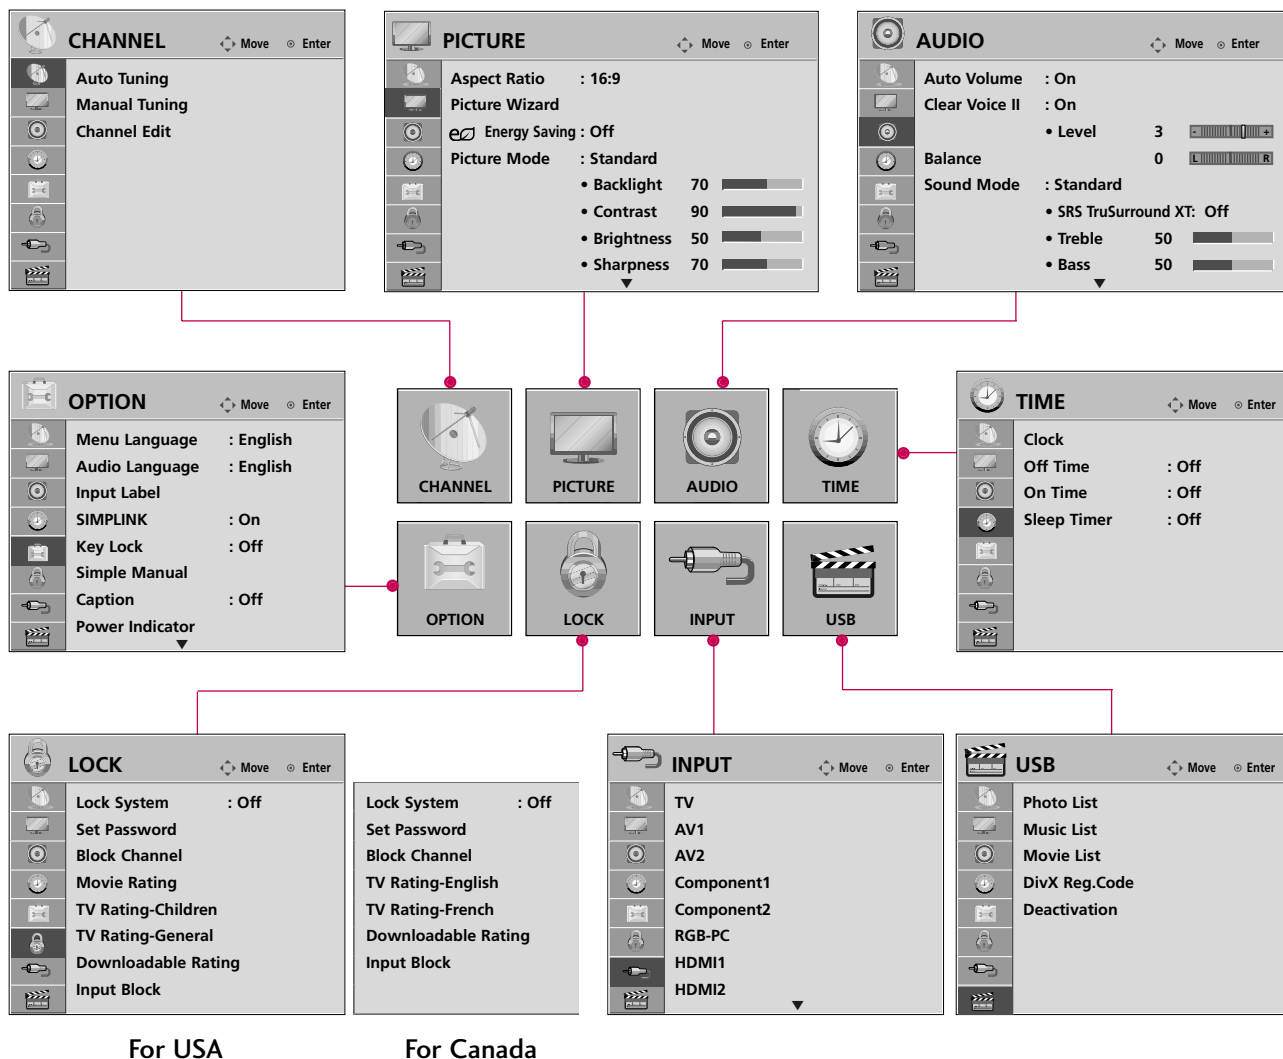 CHANNEL Move Enter
Auto Tuning
Manual Tuning
Channel Edit
PICTURE Move Enter
Aspect Ratio : 16:9
Picture Wizard
e Energy Saving : Off
Picture Mode : Standard
• Backlight 70
• Contrast 90
• Brightness 50
• Sharpness 70
▼
AUDIO Move Enter
Auto Volume : On
Clear Voice II : On
• Level 3 - +
Balance 0 L R
Sound Mode : Standard
• SRS TruSurround XT: Off
• Treble 50
• Bass 50
▼
OPTION Move Enter
Menu Language : English
Audio Language : English
Input Label
SIMPLINK : On
Key Lock : Off
Simple Manual
Caption : Off
Power Indicator
▼
CHANNEL
PICTURE
AUDIO
TIME
OPTION
LOCK
INPUT
USB
TIME Move Enter
Clock
Off Time : Off
On Time : Off
Sleep Timer : Off
LOCK Move Enter
Lock System : Off
Set Password
Block Channel
Movie Rating
TV Rating-Children
TV Rating-General
Downloadable Rating
Input Block
For USA
Lock System : Off
Set Password
Block Channel
TV Rating-English
TV Rating-French
Downloadable Rating
Input Block
For Canada
INPUT Move Enter
TV
AV1
AV2
Component1
Component2
RGB-PC
HDMI1
HDMI2
▼
USB Move Enter
Photo List
Music List
Movie List
DivX Reg.Code
Deactivation